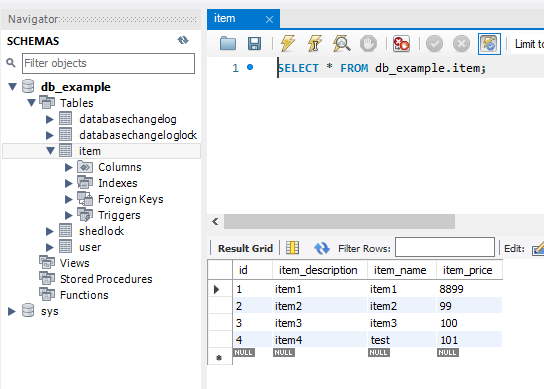 Navigator
SCHEMAS
Filter objects
db_example
Tables
databasechangelog
databasechangeloglock
item
Columns
Indexes
Foreign Keys
Triggers
shedlock
user
Views
Stored Procedures
Functions
sys
item
Limit to
1 SELECT * FROM db_example.item;
Result Grid Filter Rows: Edit:
id item_description item_name item_price
1 item1 item1 8899
2 item2 item2 99
3 item3 item3 100
4 item4 test 101
NULL NULL NULL NULL